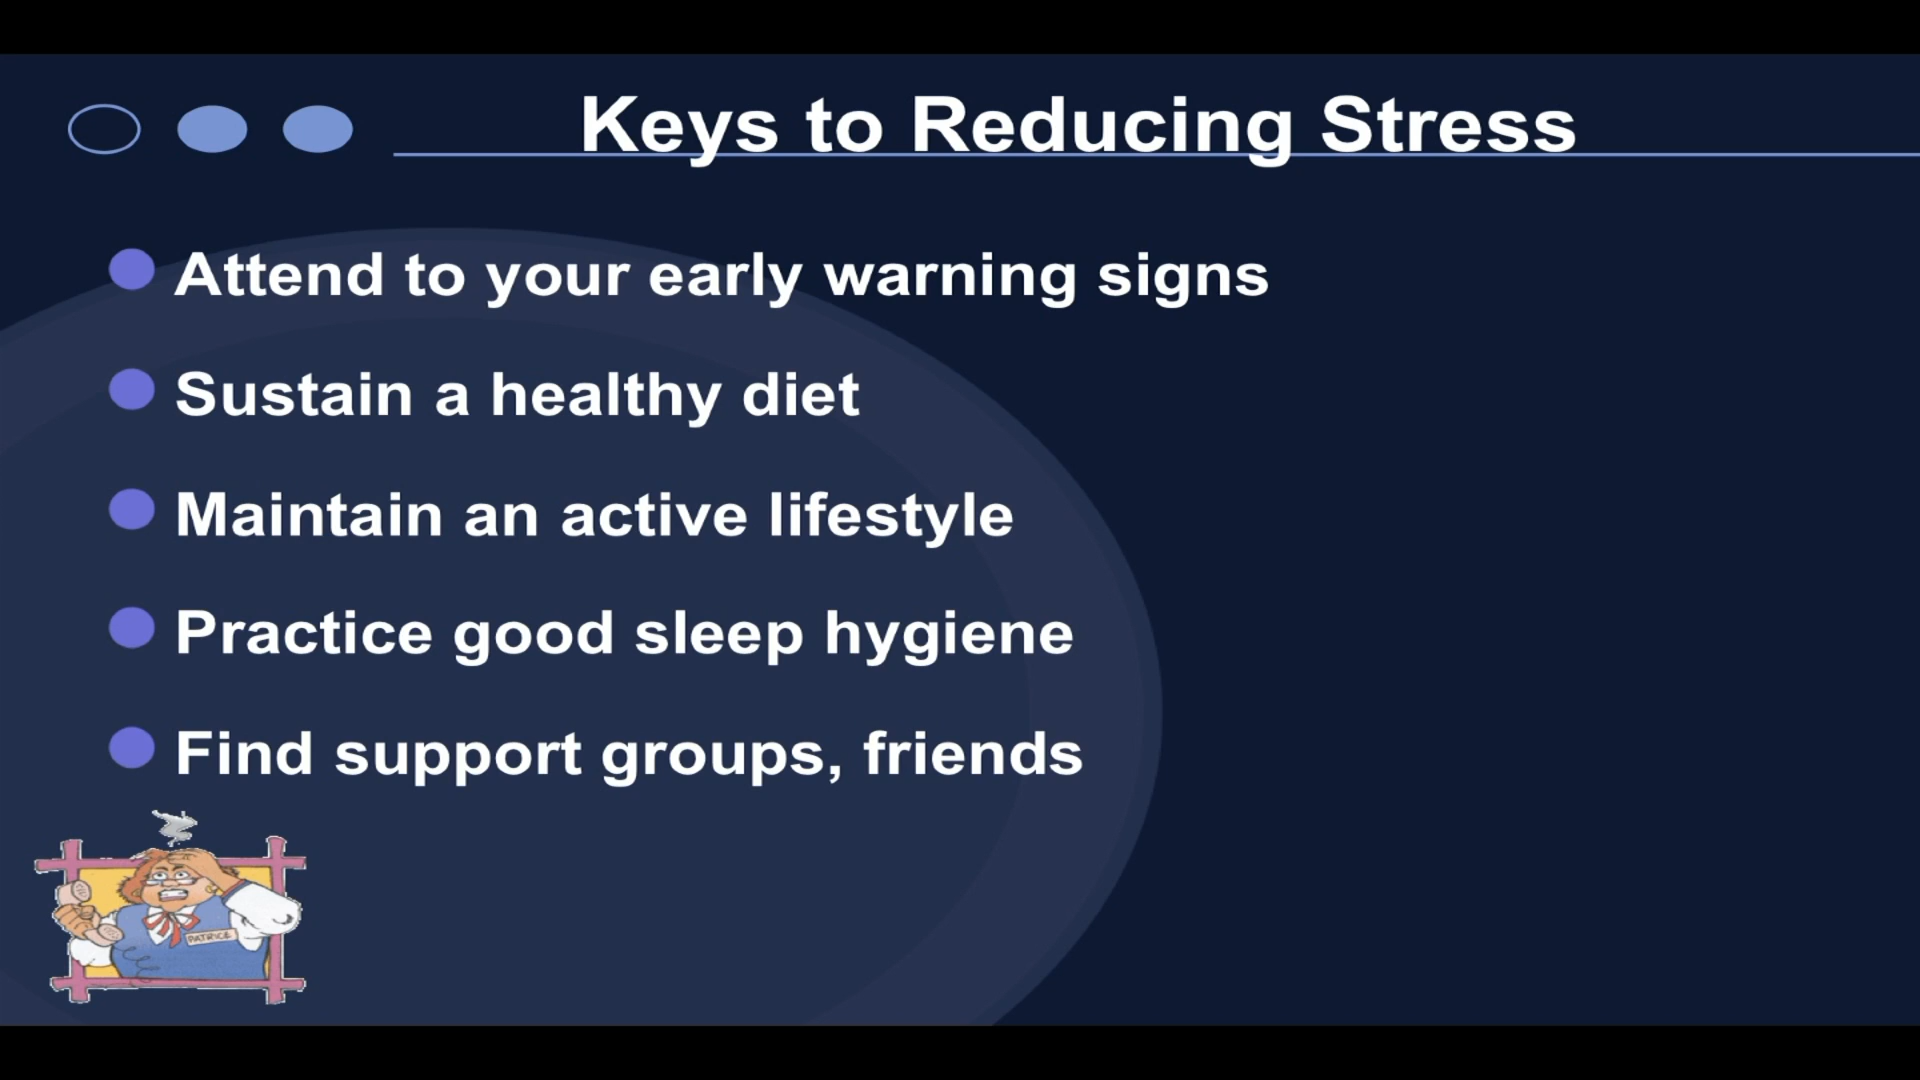 Keys to Reducing Stress
Attend to your early warning signs
Sustain a healthy diet
Maintain an active lifestyle
Practice good sleep hygiene
Find support groups, friends
PATRICE